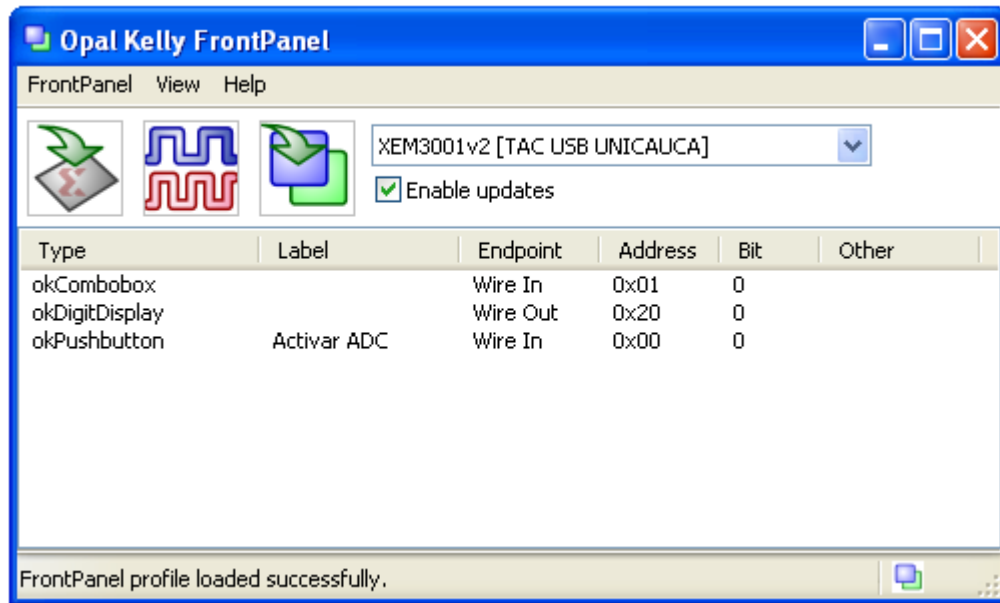 Opal Kelly FrontPanel
FrontPanel View Help
XEM3001v2 [TAC USB UNICAUCA]
Enable updates
Type Label Endpoint Address Bit Other
okCombobox Wire In 0x01 0
okDigitDisplay Wire Out 0x20 0
okPushbutton Activar ADC Wire In 0x00 0
FrontPanel profile loaded successfully.